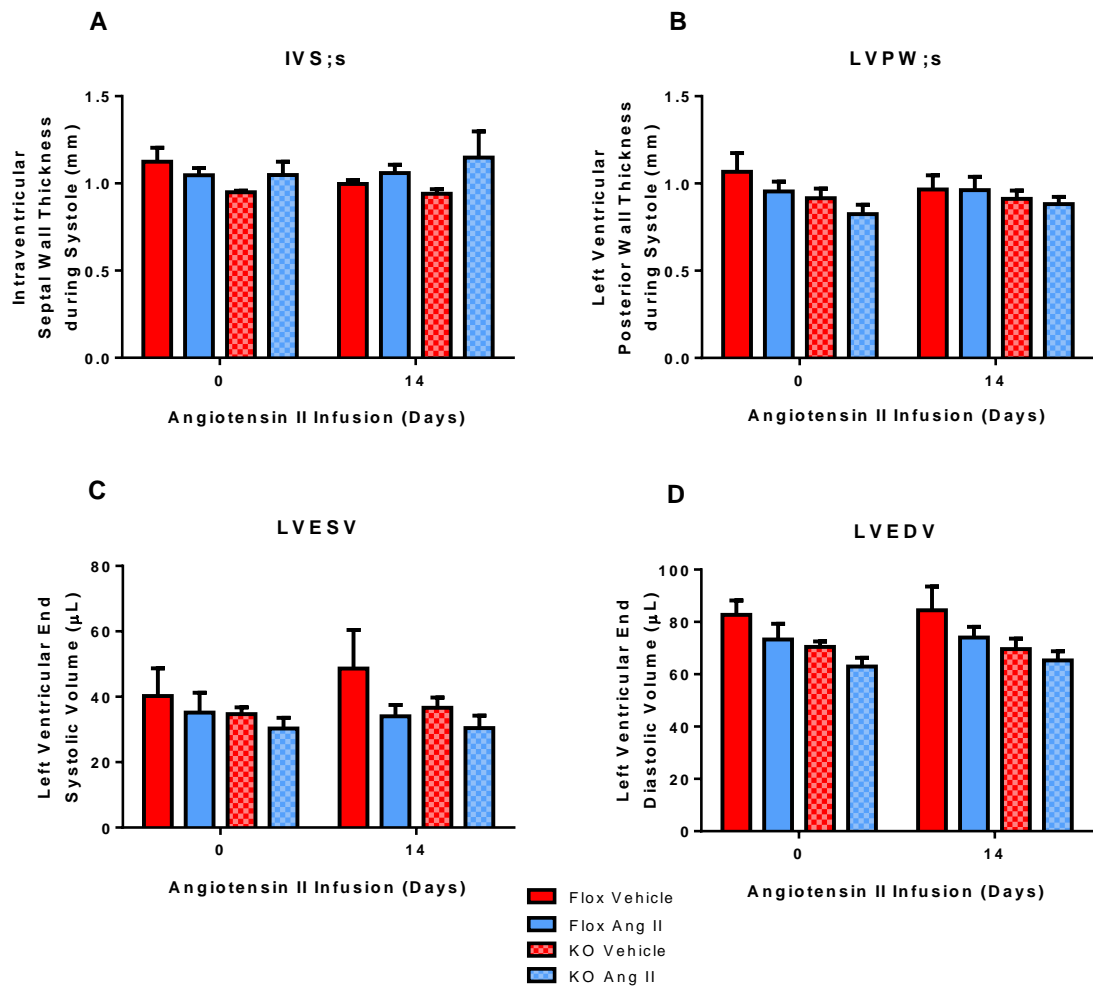 A
IVS;s
Intraventricular
Septal Wall Thickness
during Systole (mm)
1.5
1.0
0.5
0.0
0
14
Angiotensin II Infusion (Days)
B
LVPW;s
Left Ventricular
Posterior Wall Thickness
during Systole (mm)
1.5
1.0
0.5
0.0
0
14
Angiotensin II Infusion (Days)
C
LVESV
Left Ventricular End
Systolic Volume (μL)
80
60
40
20
0
0
14
Angiotensin II Infusion (Days)
D
LVEDV
Left Ventricular End
Diastolic Volume (μL)
100
80
60
40
20
0
0
14
Angiotensin II Infusion (Days)
Flox Vehicle
Flox Ang II
KO Vehicle
KO Ang II